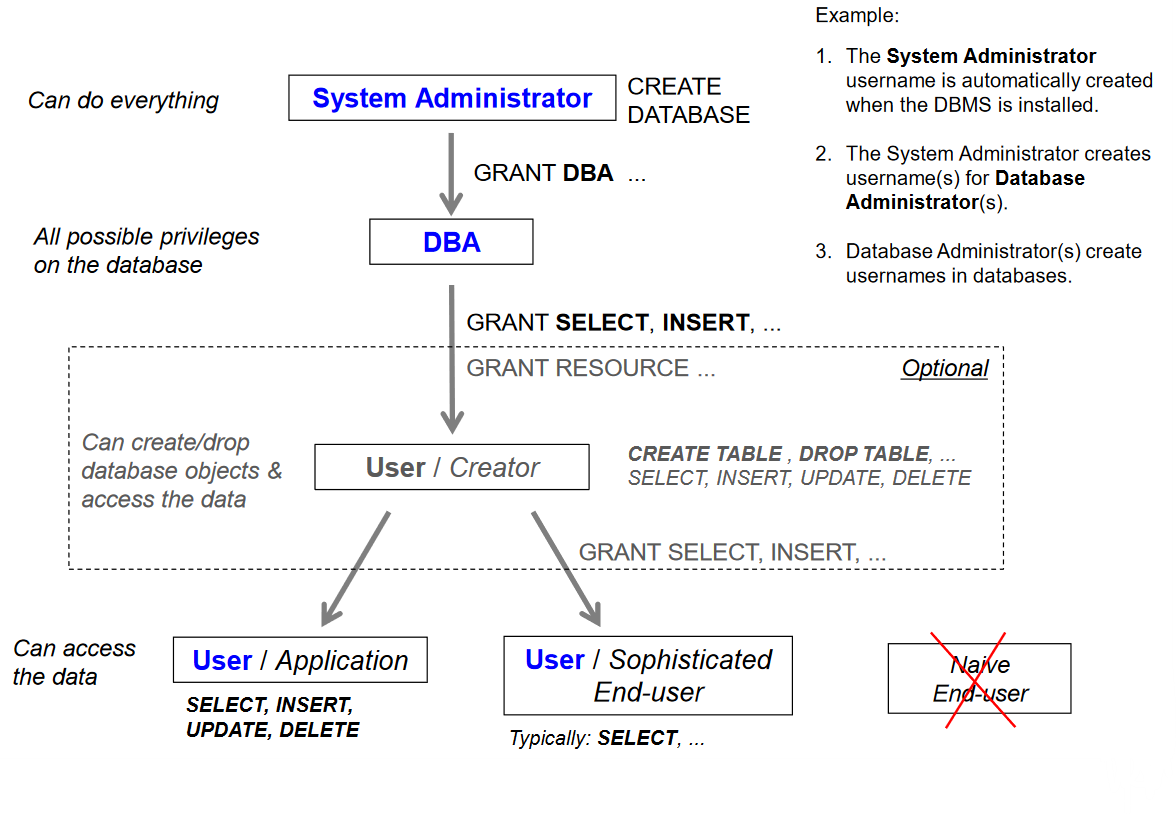 Example:
1. The System Administrator
username is automatically created
when the DBMS is installed.
2. The System Administrator creates
username(s) for Database
Administrator(s).
3. Database Administrator(s) create
usernames in databases.
Can do everything
System Administrator
CREATE
DATABASE
GRANT DBA ...
All possible privileges
on the database
DBA
GRANT SELECT, INSERT, ...
GRANT RESOURCE ...
Optional
Can create/drop
database objects &
access the data
User / Creator
CREATE TABLE , DROP TABLE, ...
SELECT, INSERT, UPDATE, DELETE
GRANT SELECT, INSERT, ...
Can access
the data
User / Application
SELECT, INSERT,
UPDATE, DELETE
User / Sophisticated
End-user
Typically: SELECT, ...
Naive
End-user